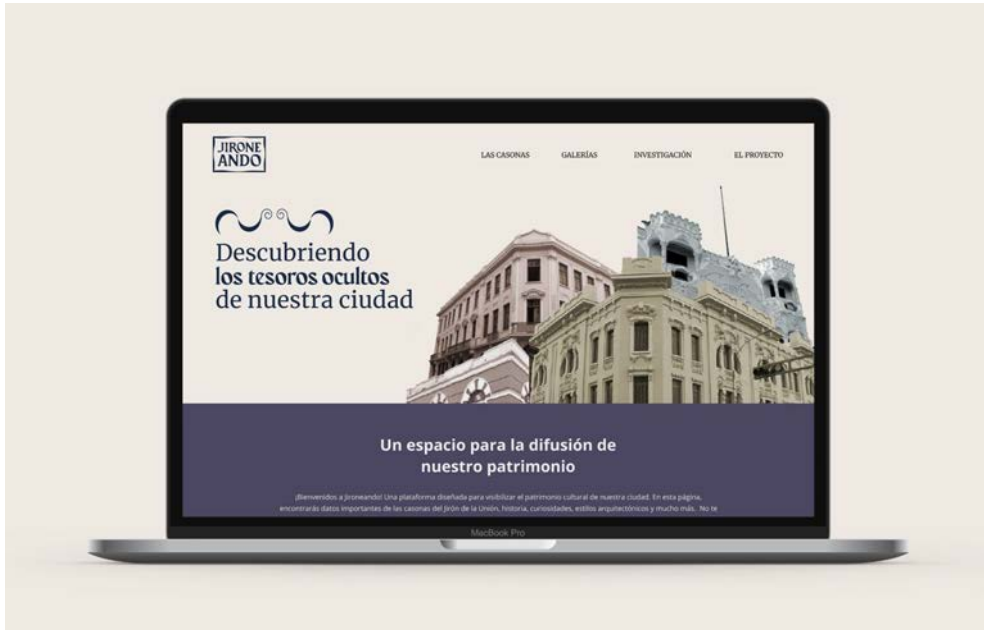 JIRONE
ANDO
LAS CASONAS GALERÍAS INVESTIGACIÓN EL PROYECTO
Descubriendo
los tesoros ocultos
de nuestra ciudad
Un espacio para la difusión de
nuestro patrimonio
¡Bienvenidos a Jironeando! Una plataforma diseñada para visibilizar el patrimonio cultural de nuestra ciudad. En esta página,
encontrarás datos importantes de las casonas del Jirón de la Unión, historia, curiosidades, estilos arquitectónicos y mucho más. No te
MacBook Pro